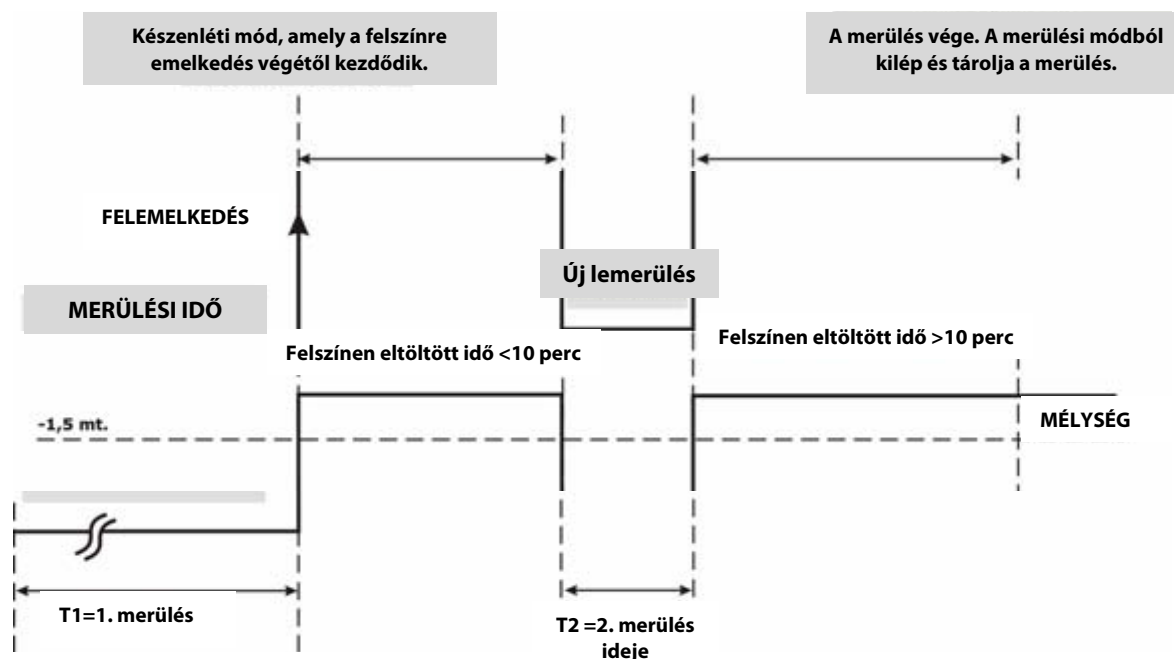 Készenléti mód, amely a felszínre
emelkedés végétől kezdődik.
A merülés vége. A merülési módból
kilép és tárolja a merülés.
FELEMELKEDÉS
Új lemerülés
MERÜLÉSI IDŐ
Felszínen eltöltött idő <10 perc
Felszínen eltöltött idő >10 perc
-1,5 mt.
MÉLYSÉG
T1=1. merülés
T2 =2. merülés
ideje